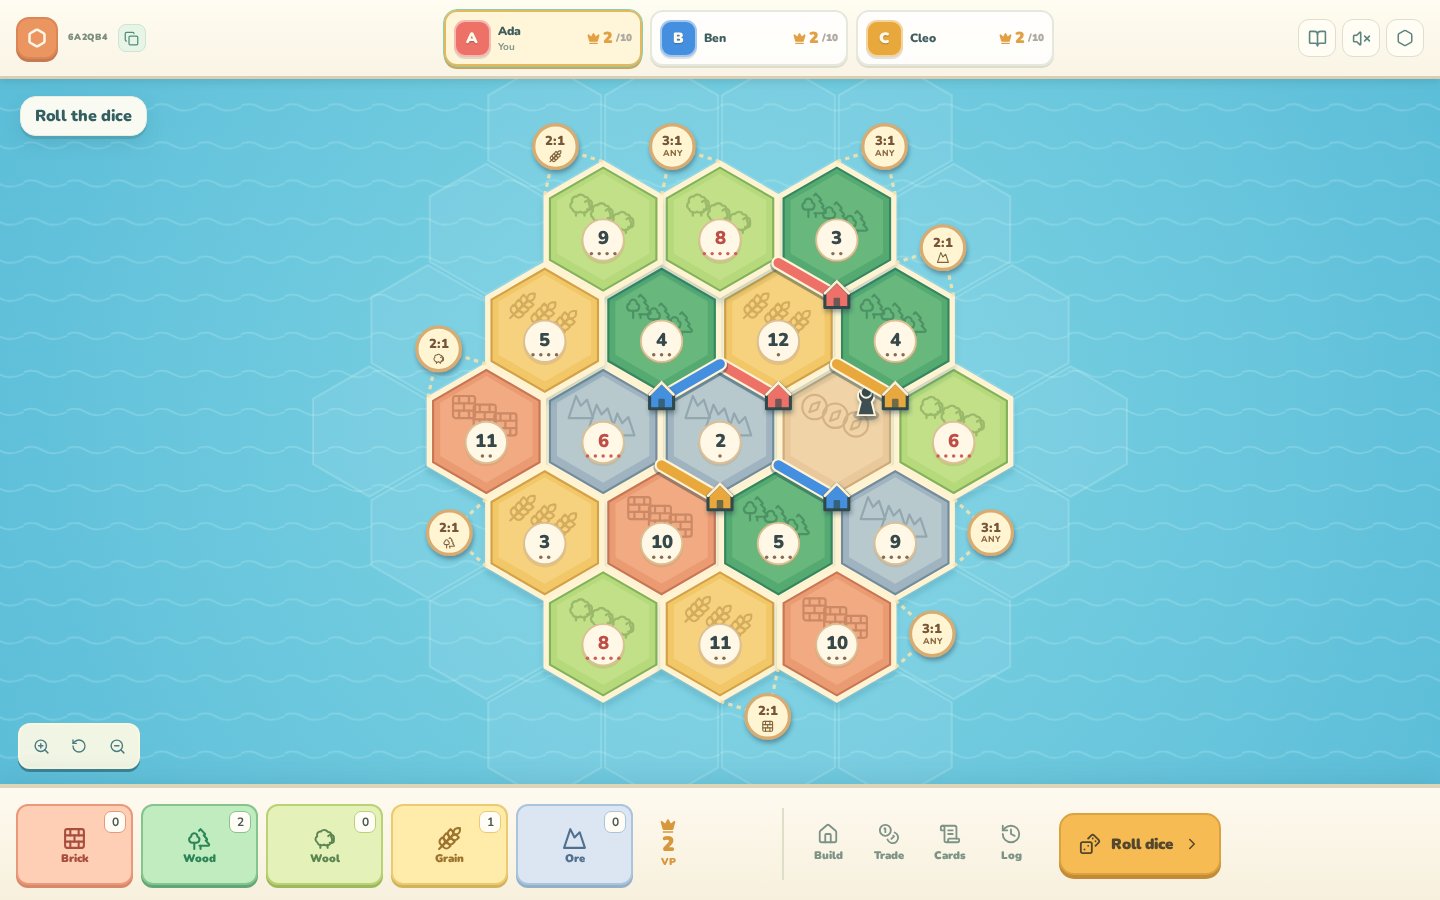 6A2QB4
A
Ada
You
2 /10
B
Ben
2 /10
C
Cleo
2 /10
Roll the dice
2:1
3:1
ANY
3:1
ANY
9
8
3
2:1
5
4
12
4
2:1
11
6
2
6
2:1
3
10
5
9
3:1
ANY
8
11
10
3:1
ANY
2:1
0
Brick
2
Wood
0
Wool
1
Grain
0
Ore
2
VP
Build
Trade
Cards
Log
Roll dice